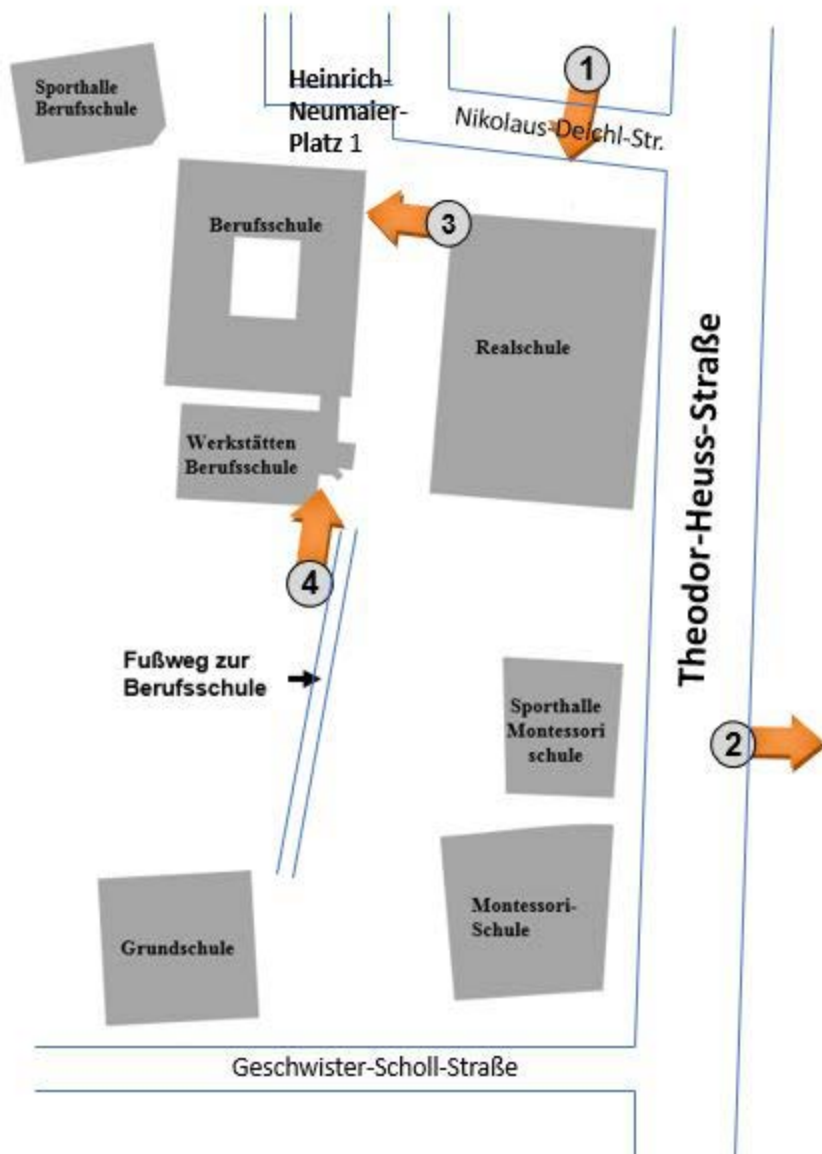 Sporthalle
Berufsschule
Heinrich-
Neumaier-
Platz 1
1
Nikolaus-Deichl-Str.
Berufsschule
3
Realschule
Theodor-Heuss-Straße
Werkstätten
Berufsschule
4
Fußweg zur
Berufsschule
Sporthalle
Montessori
schule
2
Grundschule
Montessori-
Schule
Geschwister-Scholl-Straße